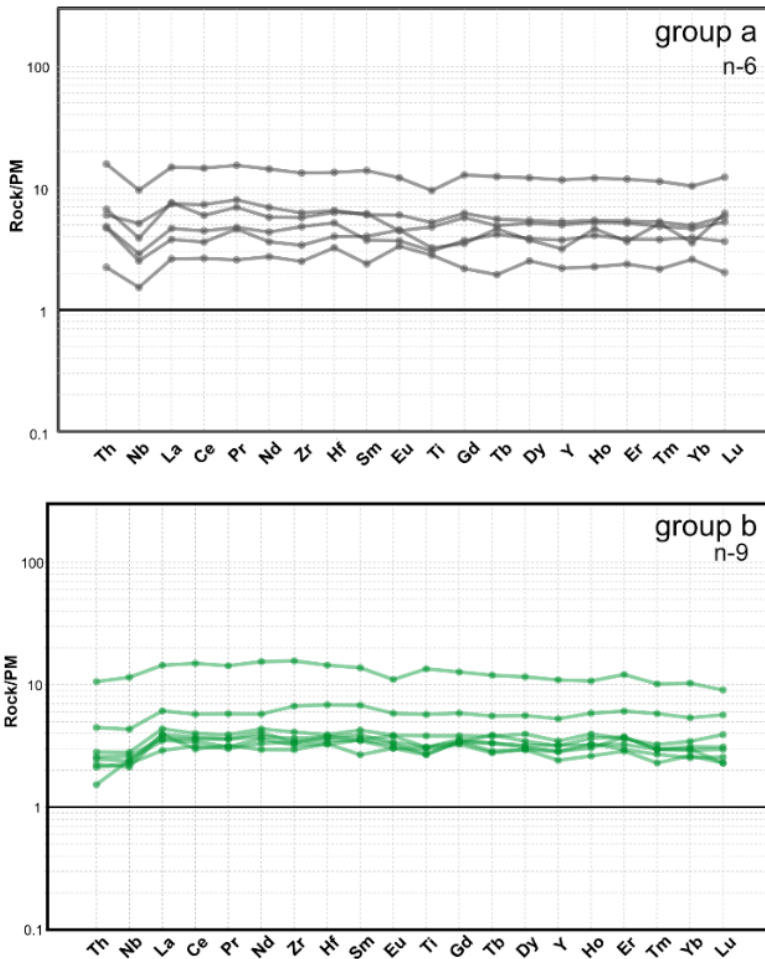 group a
n-6
100
10
1
0.1
Rock/PM
Th Nb La Ce Pr Nd Zr Hf Sm Eu Ti Gd Tb Dy Y Ho Er Tm Yb Lu
group b
n-9
100
10
1
0.1
Rock/PM
Th Nb La Ce Pr Nd Zr Hf Sm Eu Ti Gd Tb Dy Y Ho Er Tm Yb Lu